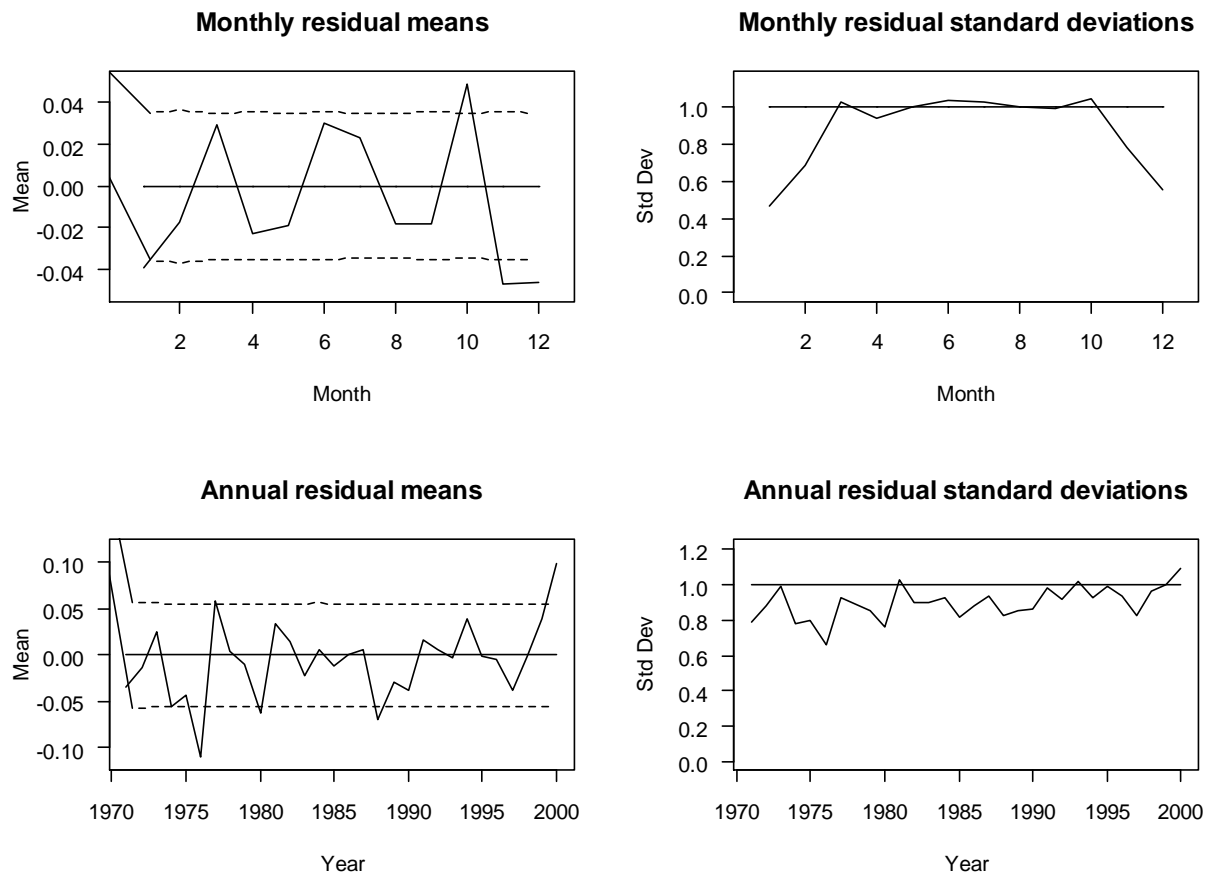 Monthly residual means
Monthly residual standard deviations
0.04
0.02
0.00
-0.02
-0.04
Mean
2 4 6 8 10 12
Month
1.0
0.8
0.6
0.4
0.2
0.0
Std Dev
2 4 6 8 10 12
Month
Annual residual means
Annual residual standard deviations
0.10
0.05
0.00
-0.05
-0.10
Mean
1970 1975 1980 1985 1990 1995 2000
Year
1.2
1.0
0.8
0.6
0.4
0.2
0.0
Std Dev
1970 1975 1980 1985 1990 1995 2000
Year